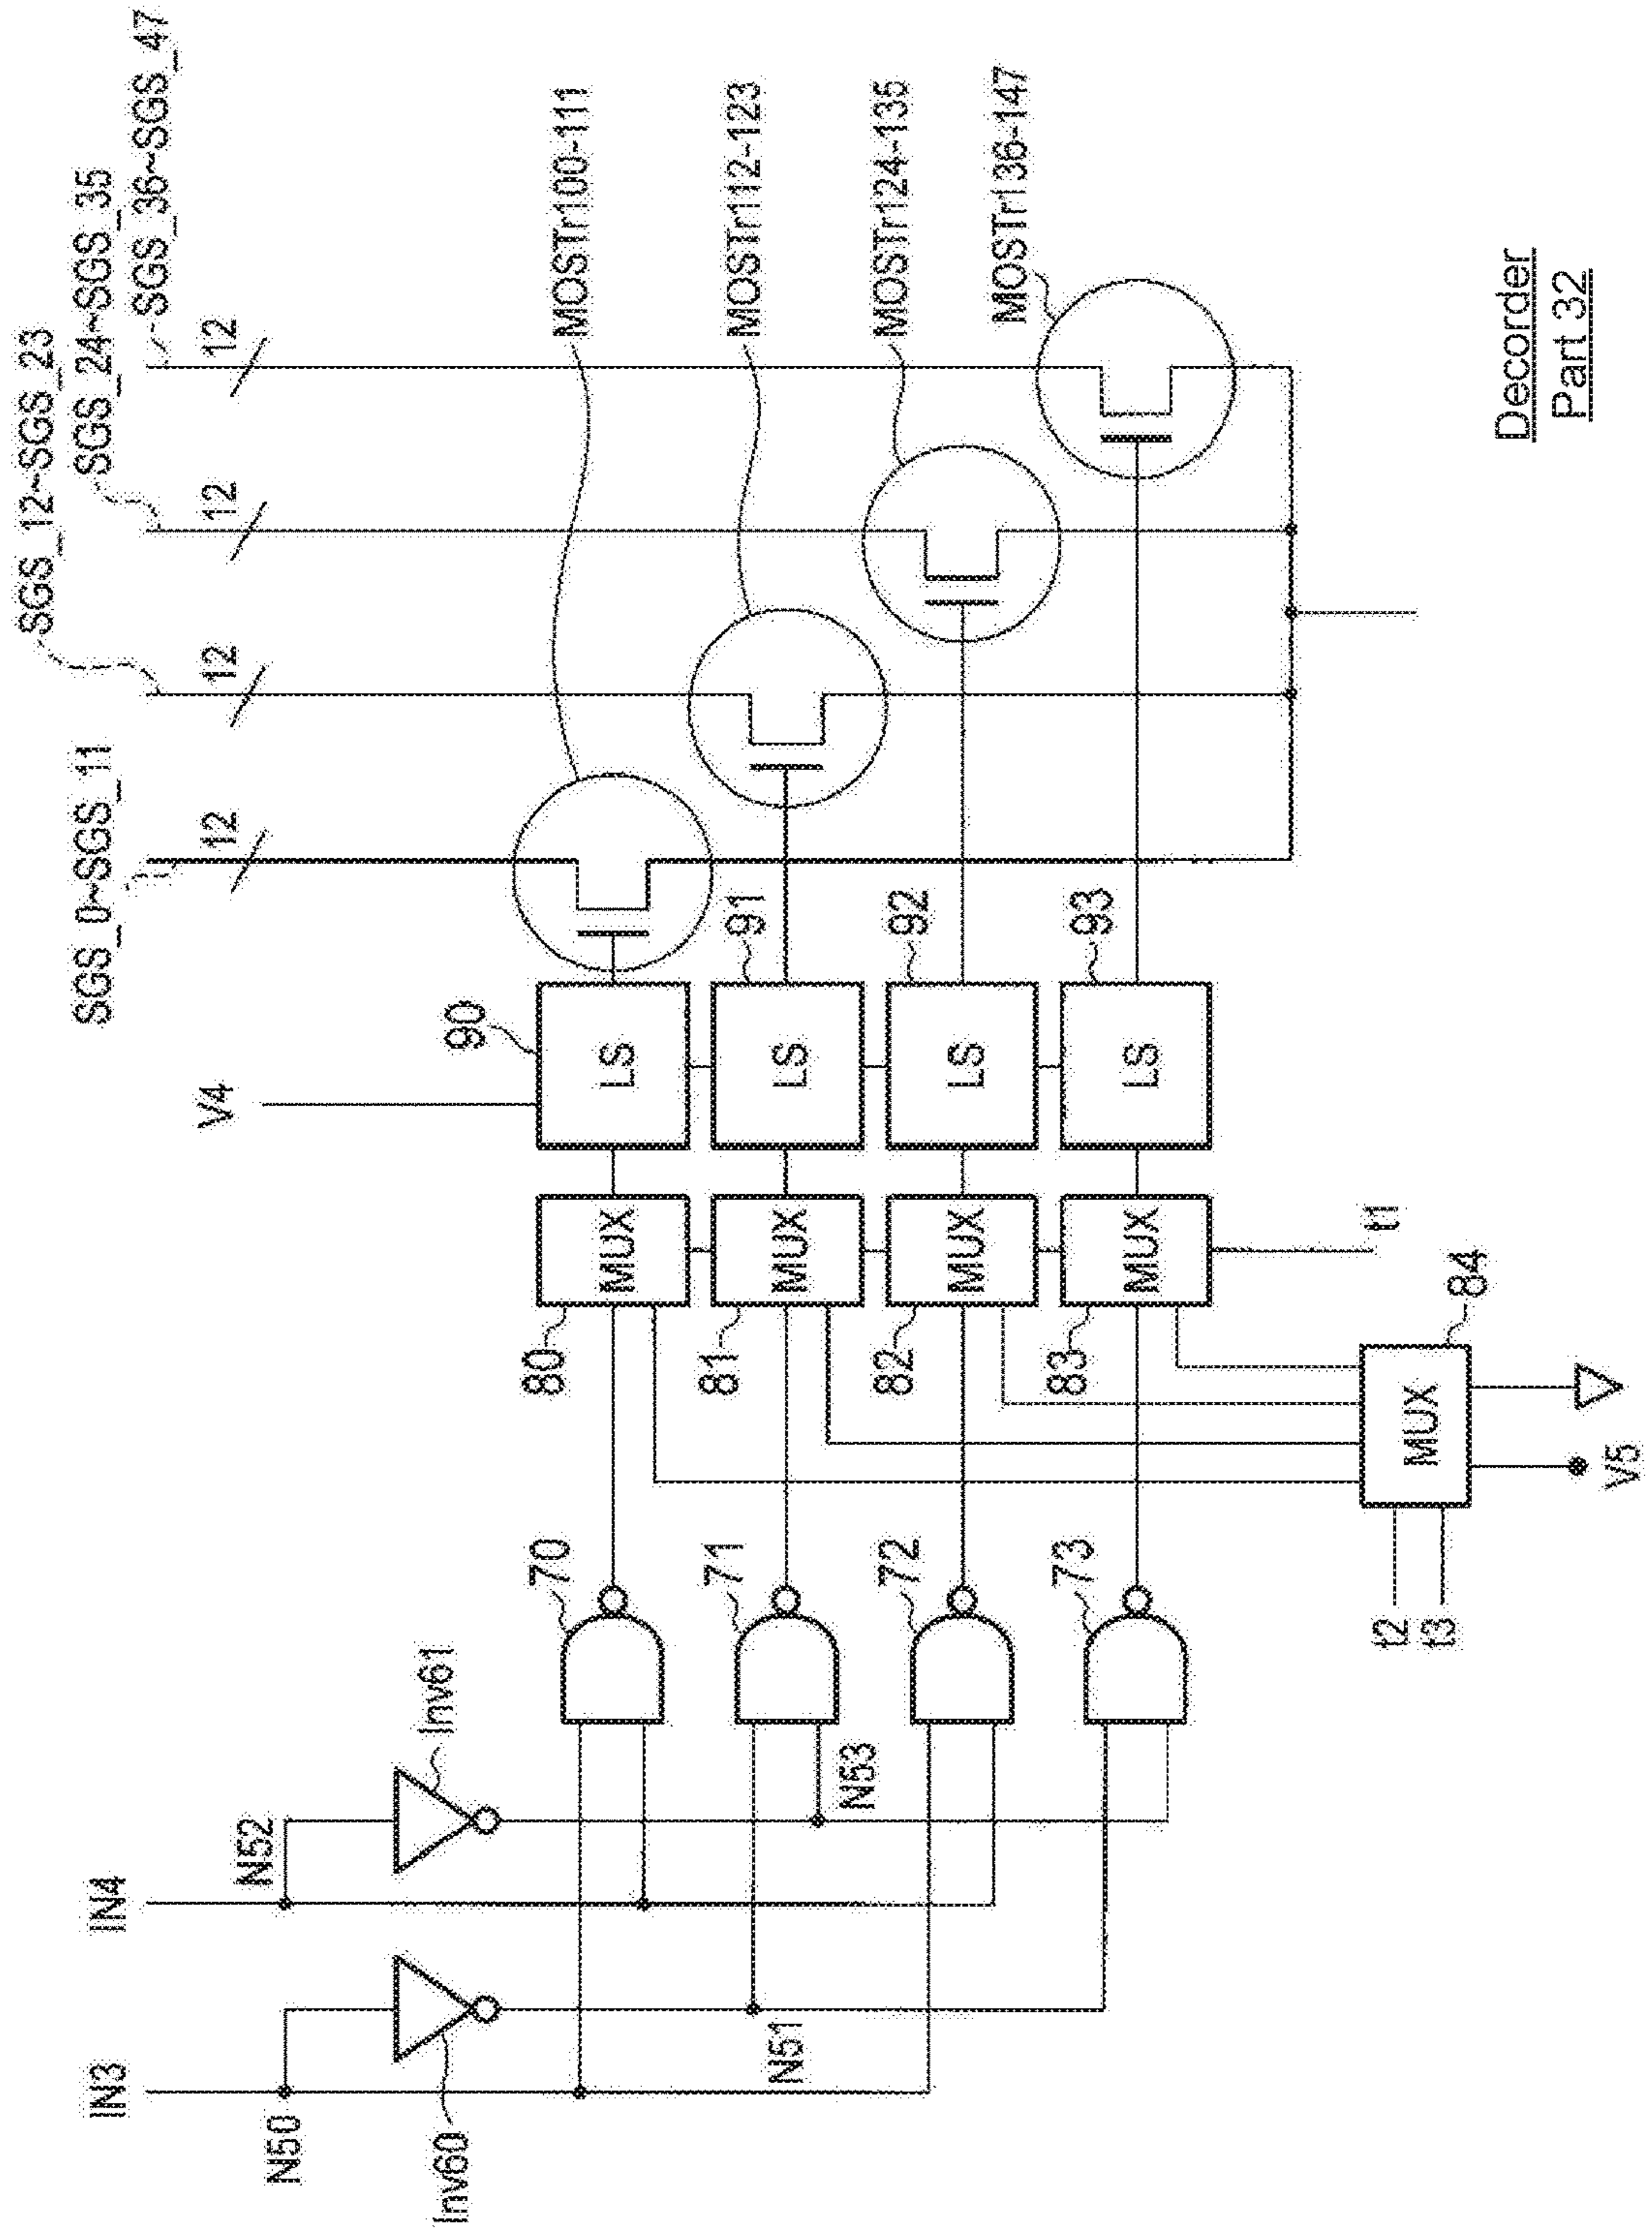 SGS_12~SGS_23
SGS_24~SGS_35
SGS_36~SGS_47
SGS_0~SGS_11
12
12
12
12
MOSTr100-111
MOSTr112-123
MOSTr124-135
MOSTr136-147
V4
90
LS
91
LS
92
LS
93
LS
80
MUX
81
MUX
82
MUX
83
MUX
t1
84
MUX
V5
t2
t3
70
71
72
73
IN4
N52
Inv61
N53
IN3
N50
Inv60
N51
Decorder
Part 32